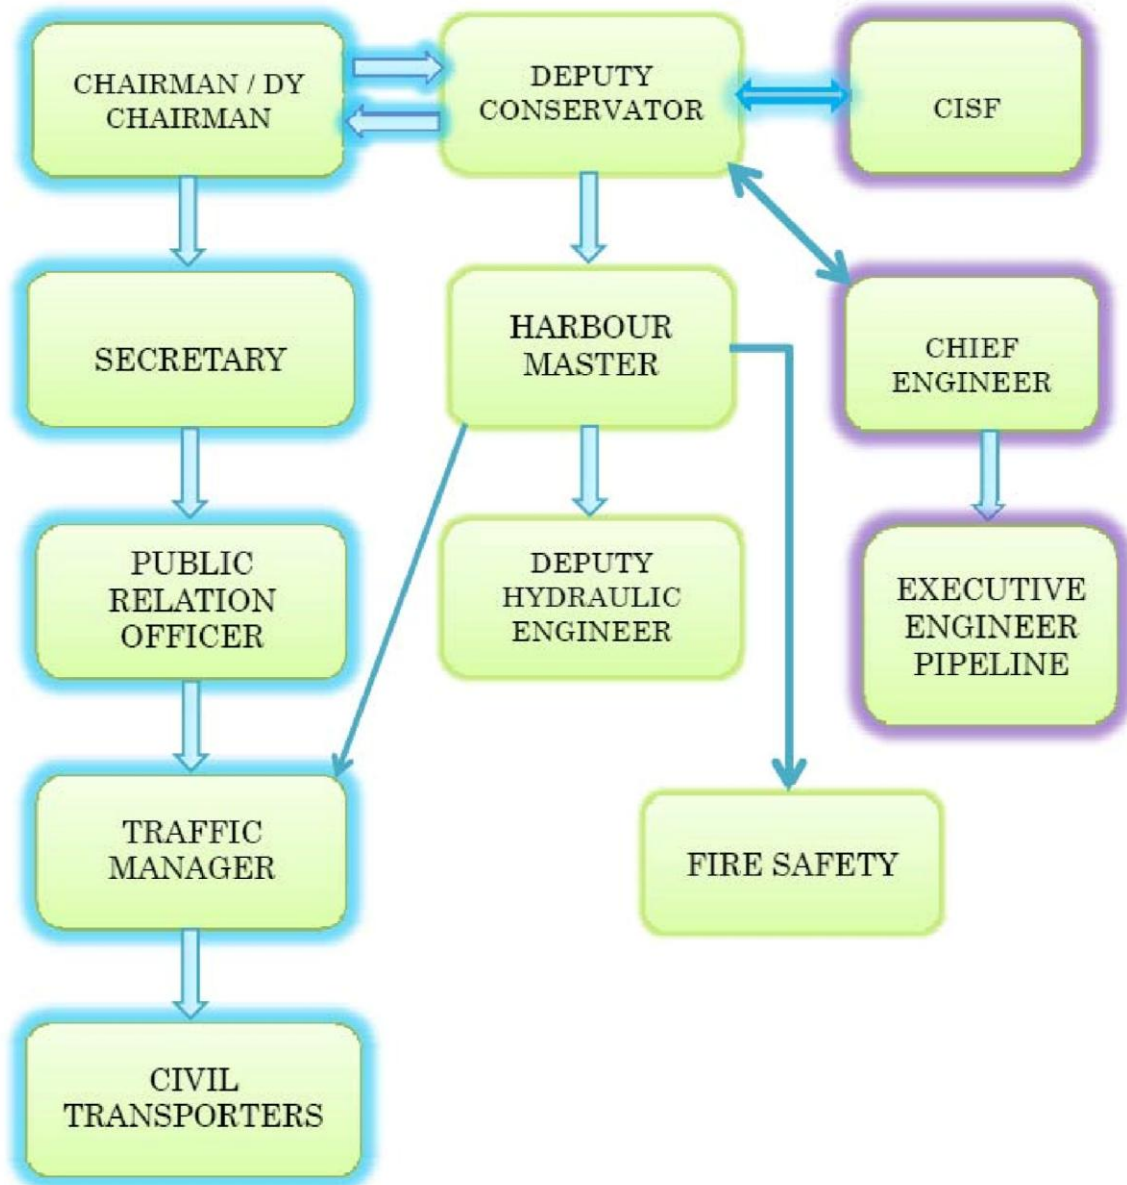 CHAIRMAN / DY
CHAIRMAN
DEPUTY
CONSERVATOR
CISF
SECRETARY
HARBOUR
MASTER
CHIEF
ENGINEER
PUBLIC
RELATION
OFFICER
DEPUTY
HYDRAULIC
ENGINEER
EXECUTIVE
ENGINEER
PIPELINE
TRAFFIC
MANAGER
FIRE SAFETY
CIVIL
TRANSPORTERS